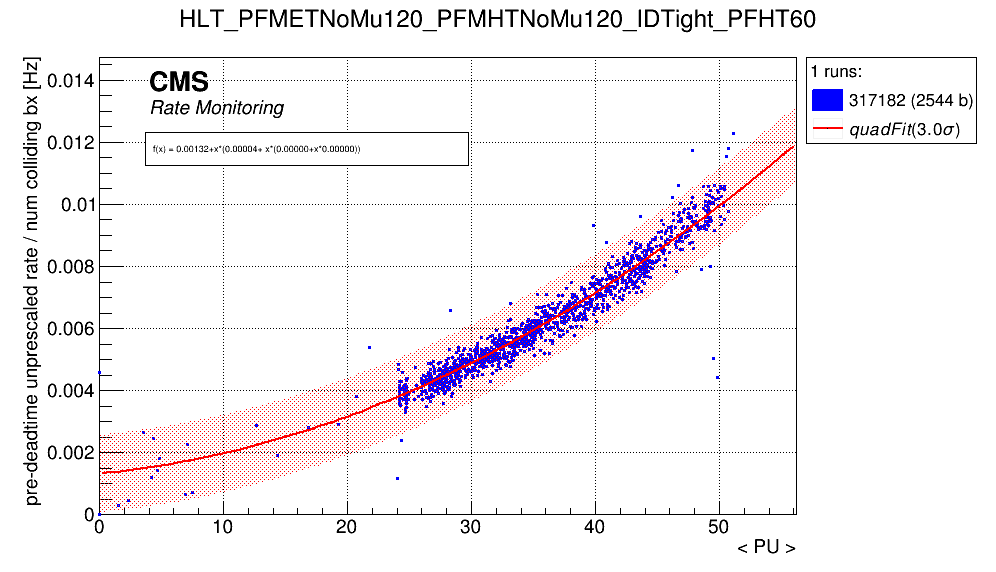 HLT_PFMETNoMu120_PFMHTNoMu120_IDTight_PFHT60
pre-deadtime unprescaled rate / num colliding bx [Hz]
CMS
Rate Monitoring
f(x) = 0.00132+x*(0.00004+ x*(0.00000+x*0.00000))
1 runs:
317182 (2544 b)
quadFit(3.0σ)
0.014
0.012
0.01
0.008
0.006
0.004
0.002
0
0 10 20 30 40 50
< PU >